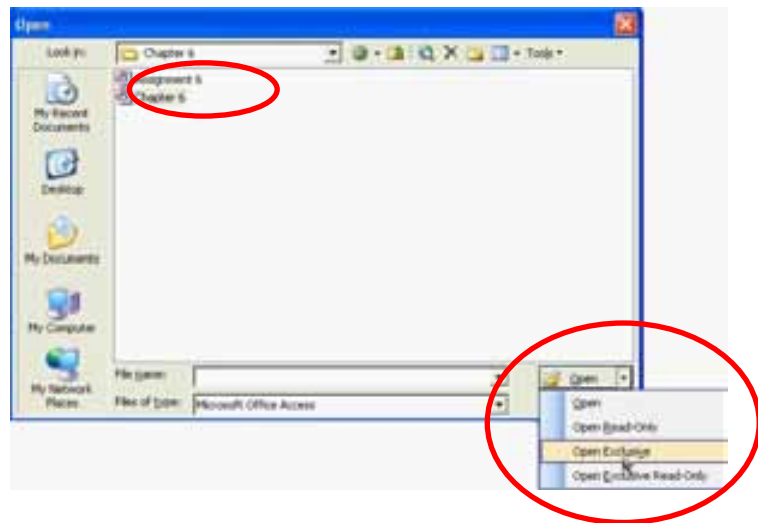 Open
Look in: Chapter 6 Tools
Assignment 6
Chapter 6
My Recent
Documents
Desktop
My Documents
My Computer
My Network
Places
File name: Open
Files of type: Microsoft Office Access
Open
Open Read-Only
Open Exclusive
Open Exclusive Read-Only